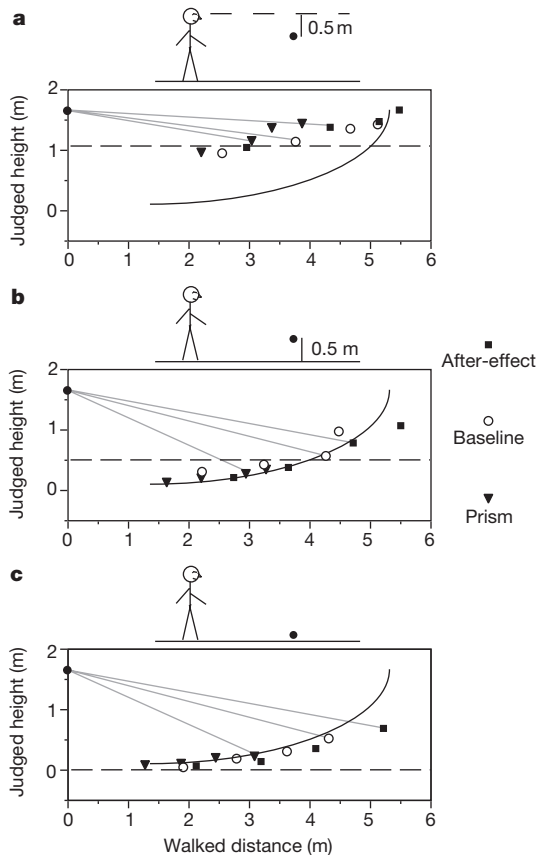 a
0.5 m
2
1
0
Judged height (m)
0 1 2 3 4 5 6
b
0.5 m
2
1
0
Judged height (m)
0 1 2 3 4 5 6
After-effect
Baseline
Prism
c
2
1
0
Judged height (m)
0 1 2 3 4 5 6
Walked distance (m)